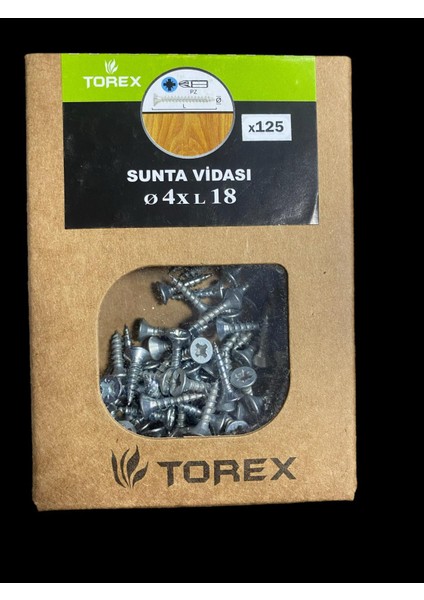 TOREX
PZ
L
Ø
x125
SUNTA VİDASI
Ø 4 X L 18
TOREX